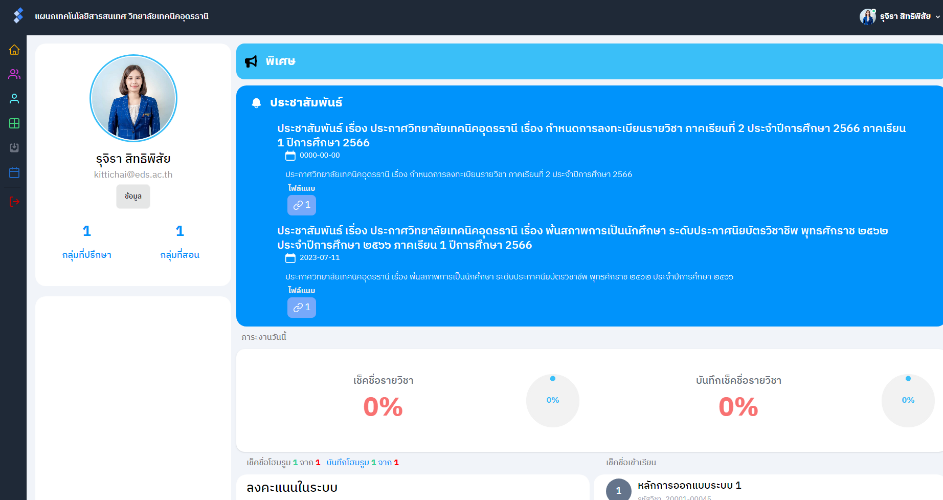 แผนกเทคโนโลยีสารสนเทศ วิทยาลัยเทคนิคอุดรธานี
รุจิรา สิทธิพิสัย
รุจิรา สิทธิพิสัย
kittichai@eds.ac.th
ข้อมูล
1
1
กลุ่มที่ปรึกษา
กลุ่มที่สอน
พิเศษ
ประชาสัมพันธ์
ประชาสัมพันธ์ เรื่อง ประกาศวิทยาลัยเทคนิคอุดรธานี เรื่อง กำหนดการลงทะเบียนรายวิชา ภาคเรียนที่ 2 ประจำปีการศึกษา 2566 ภาคเรียน
1 ปีการศึกษา 2566
0000-00-00
ประกาศวิทยาลัยเทคนิคอุดรธานี เรื่อง กำหนดการลงทะเบียนรายวิชา ภาคเรียนที่ 2 ประจำปีการศึกษา 2566
ไฟล์แนบ
1
ประชาสัมพันธ์ เรื่อง ประกาศวิทยาลัยเทคนิคอุดรธานี เรื่อง พ้นสภาพการเป็นนักศึกษา ระดับประกาศนียบัตรวิชาชีพ พุทธศักราช ๒๕๖๒
ประจำปีการศึกษา ๒๕๖๖ ภาคเรียน 1 ปีการศึกษา 2566
2023-07-11
ประกาศวิทยาลัยเทคนิคอุดรธานี เรื่อง พ้นสภาพการเป็นนักศึกษา ระดับประกาศนียบัตรวิชาชีพ พุทธศักราช ๒๕๖๒ ประจำปีการศึกษา ๒๕๖๖
ไฟล์แนบ
1
ภาระงานวันนี้
เช็คชื่อรายวิชา
0%
0%
บันทึกเช็คชื่อรายวิชา
0%
0%
เช็คชื่อโฮมรูม 1 จาก 1 บันทึกโฮมรูม 1 จาก 1
เช็คชื่อเข้าเรียน
ลงคะแนนในระบบ
1
หลักการออกแบบระบบ 1